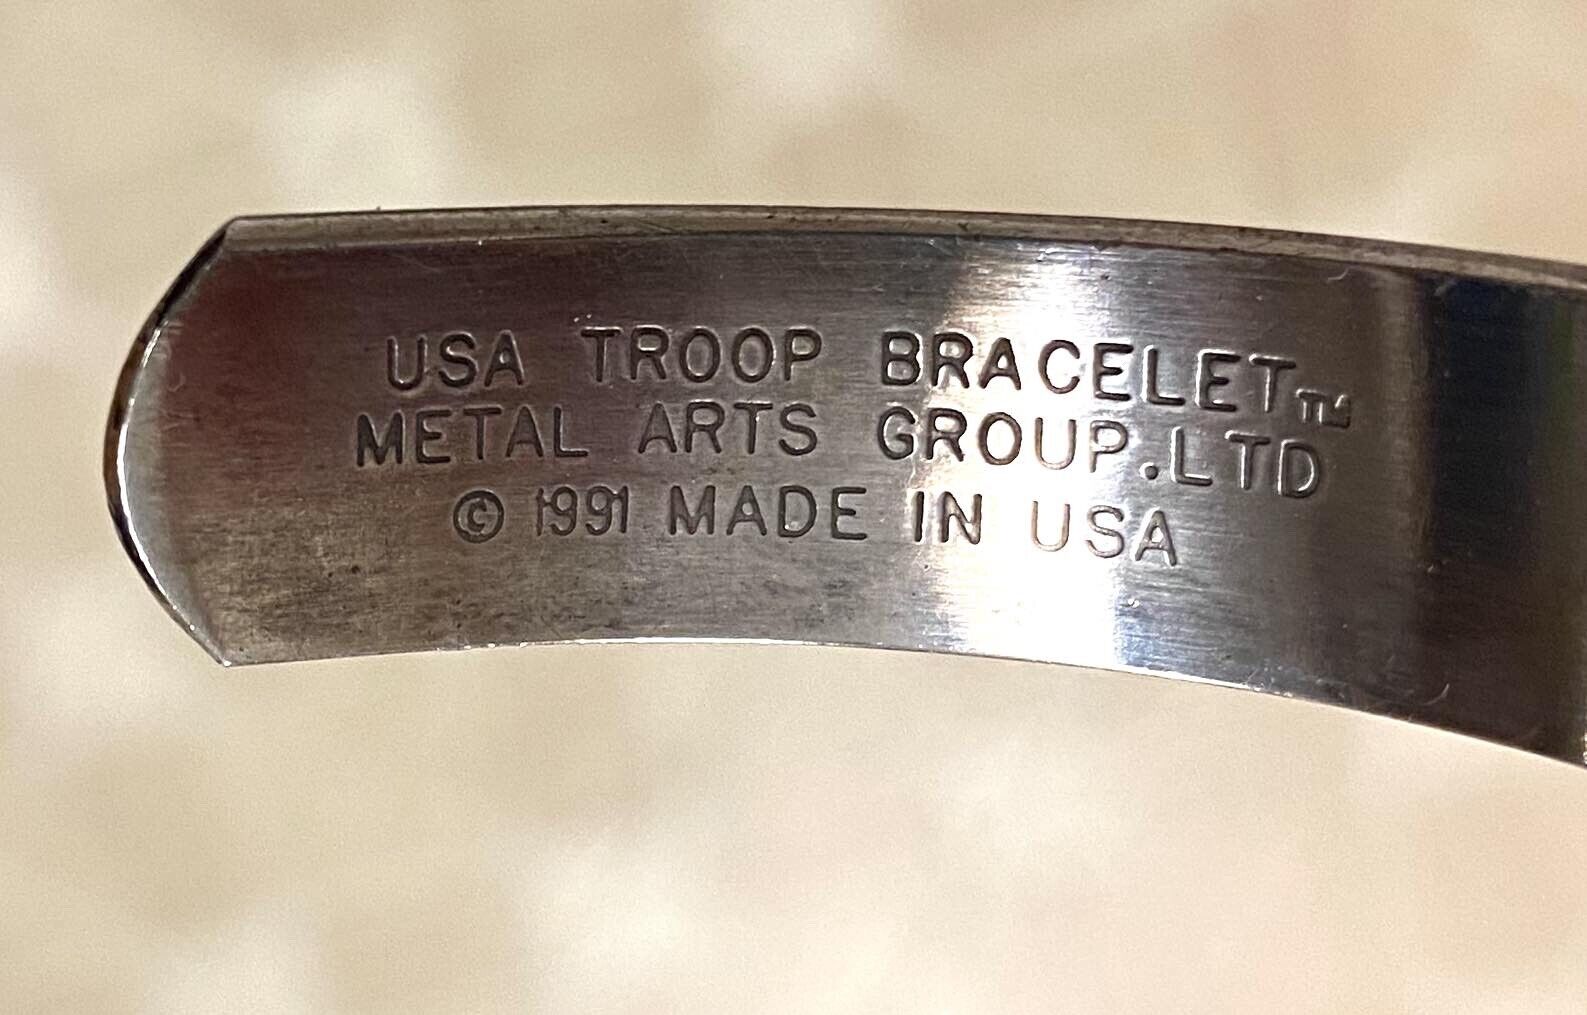 USA TROOP BRACELET™
METAL ARTS GROUP.LTD
© 1991 MADE IN USA